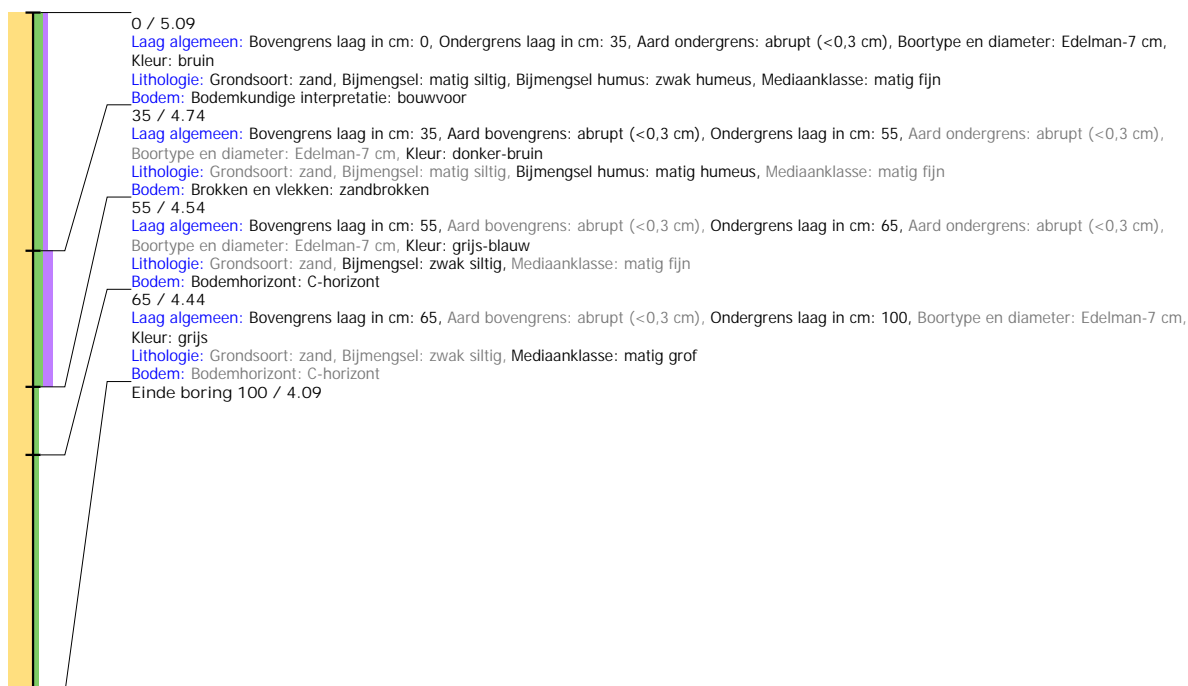 0 / 5.09
Laag algemeen: Bovengrens laag in cm: 0, Ondergrens laag in cm: 35, Aard ondergrens: abrupt (<0,3 cm), Boortype en diameter: Edelman-7 cm,
Kleur: bruin
Lithologie: Grondsoort: zand, Bijmengsel: matig siltig, Bijmengsel humus: zwak humeus, Mediaanklasse: matig fijn
Bodem: Bodemkundige interpretatie: bouwvoor
35 / 4.74
Laag algemeen: Bovengrens laag in cm: 35, Aard bovengrens: abrupt (<0,3 cm), Ondergrens laag in cm: 55, Aard ondergrens: abrupt (<0,3 cm),
Boortype en diameter: Edelman-7 cm, Kleur: donker-bruin
Lithologie: Grondsoort: zand, Bijmengsel: matig siltig, Bijmengsel humus: matig humeus, Mediaanklasse: matig fijn
Bodem: Brokken en vlekken: zandbrokken
55 / 4.54
Laag algemeen: Bovengrens laag in cm: 55, Aard bovengrens: abrupt (<0,3 cm), Ondergrens laag in cm: 65, Aard ondergrens: abrupt (<0,3 cm),
Boortype en diameter: Edelman-7 cm, Kleur: grijs-blauw
Lithologie: Grondsoort: zand, Bijmengsel: zwak siltig, Mediaanklasse: matig fijn
Bodem: Bodemhorizont: C-horizont
65 / 4.44
Laag algemeen: Bovengrens laag in cm: 65, Aard bovengrens: abrupt (<0,3 cm), Ondergrens laag in cm: 100, Boortype en diameter: Edelman-7 cm,
Kleur: grijs
Lithologie: Grondsoort: zand, Bijmengsel: zwak siltig, Mediaanklasse: matig grof
Bodem: Bodemhorizont: C-horizont
Einde boring 100 / 4.09